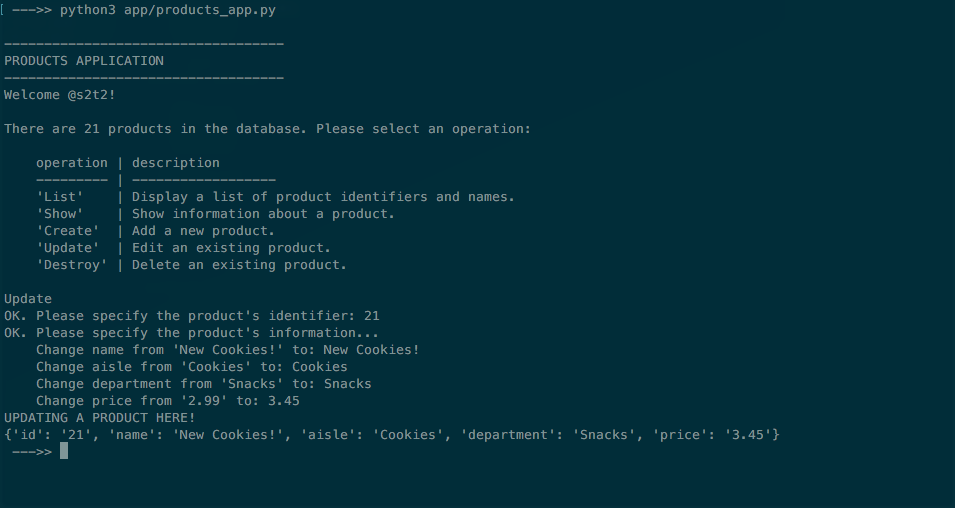 [ --->> python3 app/products_app.py
-----------------------------------
PRODUCTS APPLICATION
-----------------------------------
Welcome @s2t2!
There are 21 products in the database. Please select an operation:
    operation | description
    --------- | ------------------
    'List'    | Display a list of product identifiers and names.
    'Show'    | Show information about a product.
    'Create'  | Add a new product.
    'Update'  | Edit an existing product.
    'Destroy' | Delete an existing product.
Update
OK. Please specify the product's identifier: 21
OK. Please specify the product's information...
    Change name from 'New Cookies!' to: New Cookies!
    Change aisle from 'Cookies' to: Cookies
    Change department from 'Snacks' to: Snacks
    Change price from '2.99' to: 3.45
UPDATING A PRODUCT HERE!
{'id': '21', 'name': 'New Cookies!', 'aisle': 'Cookies', 'department': 'Snacks', 'price': '3.45'}
 --->>